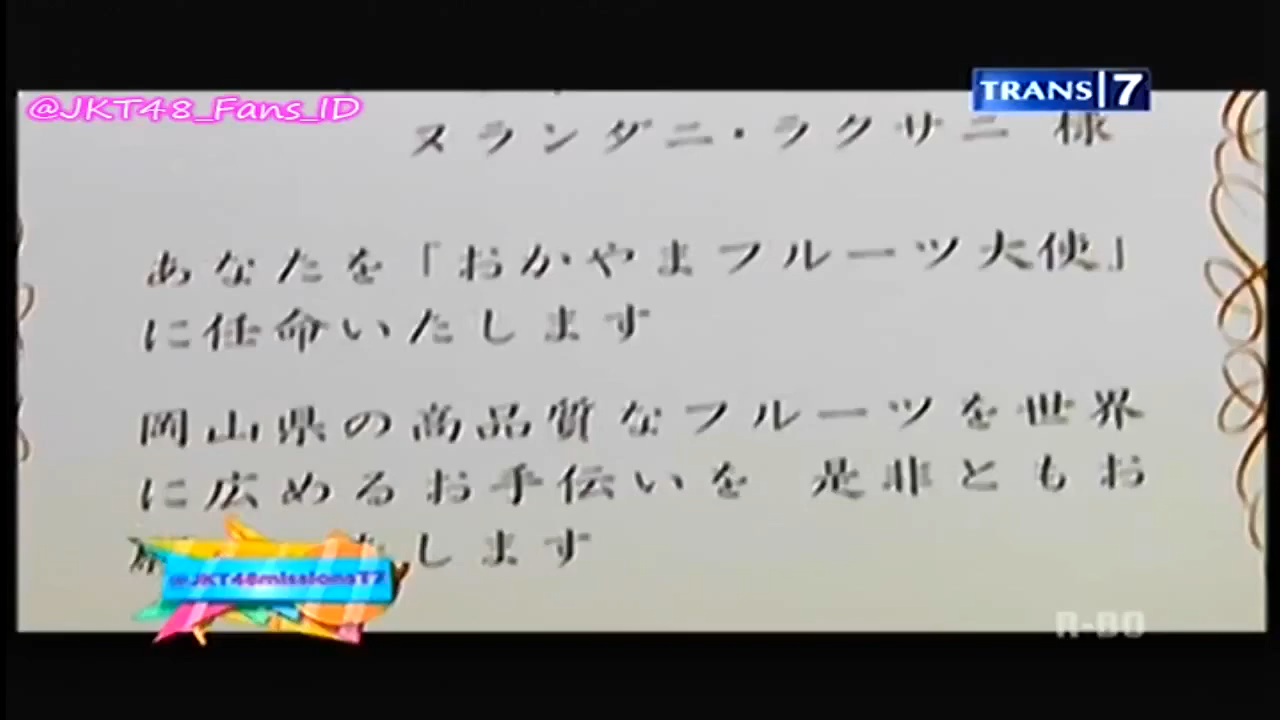 @JKT48_Fans_ID
TRANS|7
ヌランダニ・ラクサニ 様
あなたを「おかやまフルーツ大使」
に任命いたします
岡山県の高品質なフルーツを世界
に広めるお手伝いを 是非ともお
たします
@JKT48missionsT7
R-BO